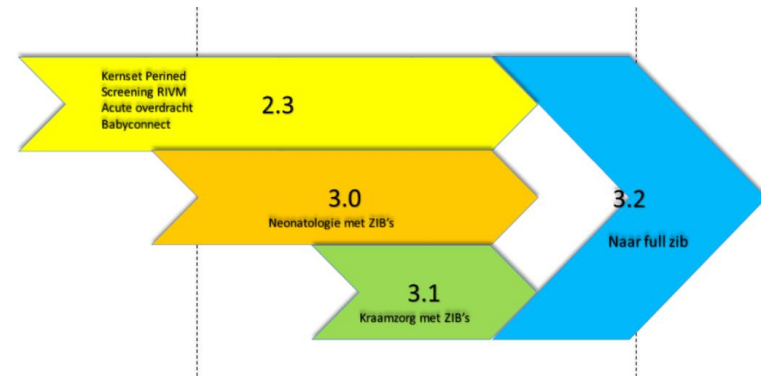 Kernset Perined
Screening RIVM
Acute overdracht
Babyconnect
2.3
3.0
Neonatologie met ZIB's
3.1
Kraamzorg met ZIB's
3.2
Naar full zib